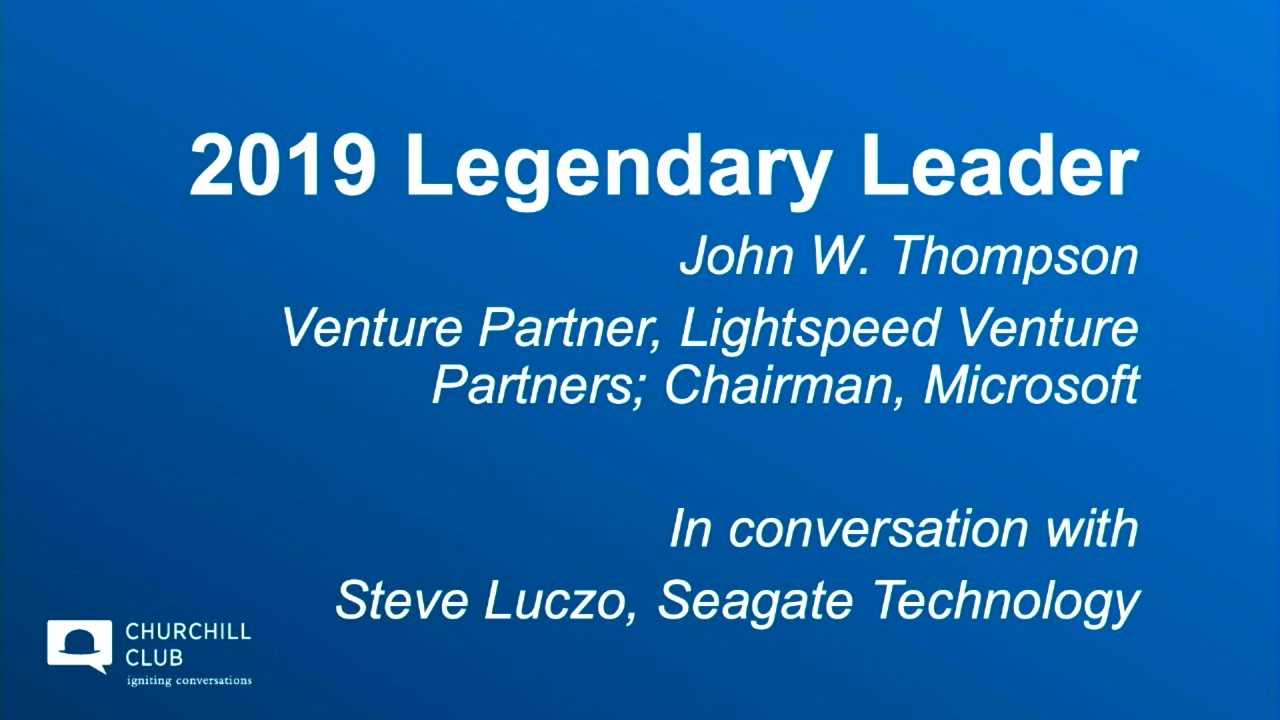 2019 Legendary Leader
John W. Thompson
Venture Partner, Lightspeed Venture
Partners; Chairman, Microsoft
In conversation with
Steve Luczo, Seagate Technology
CHURCHILL
CLUB
igniting conversations